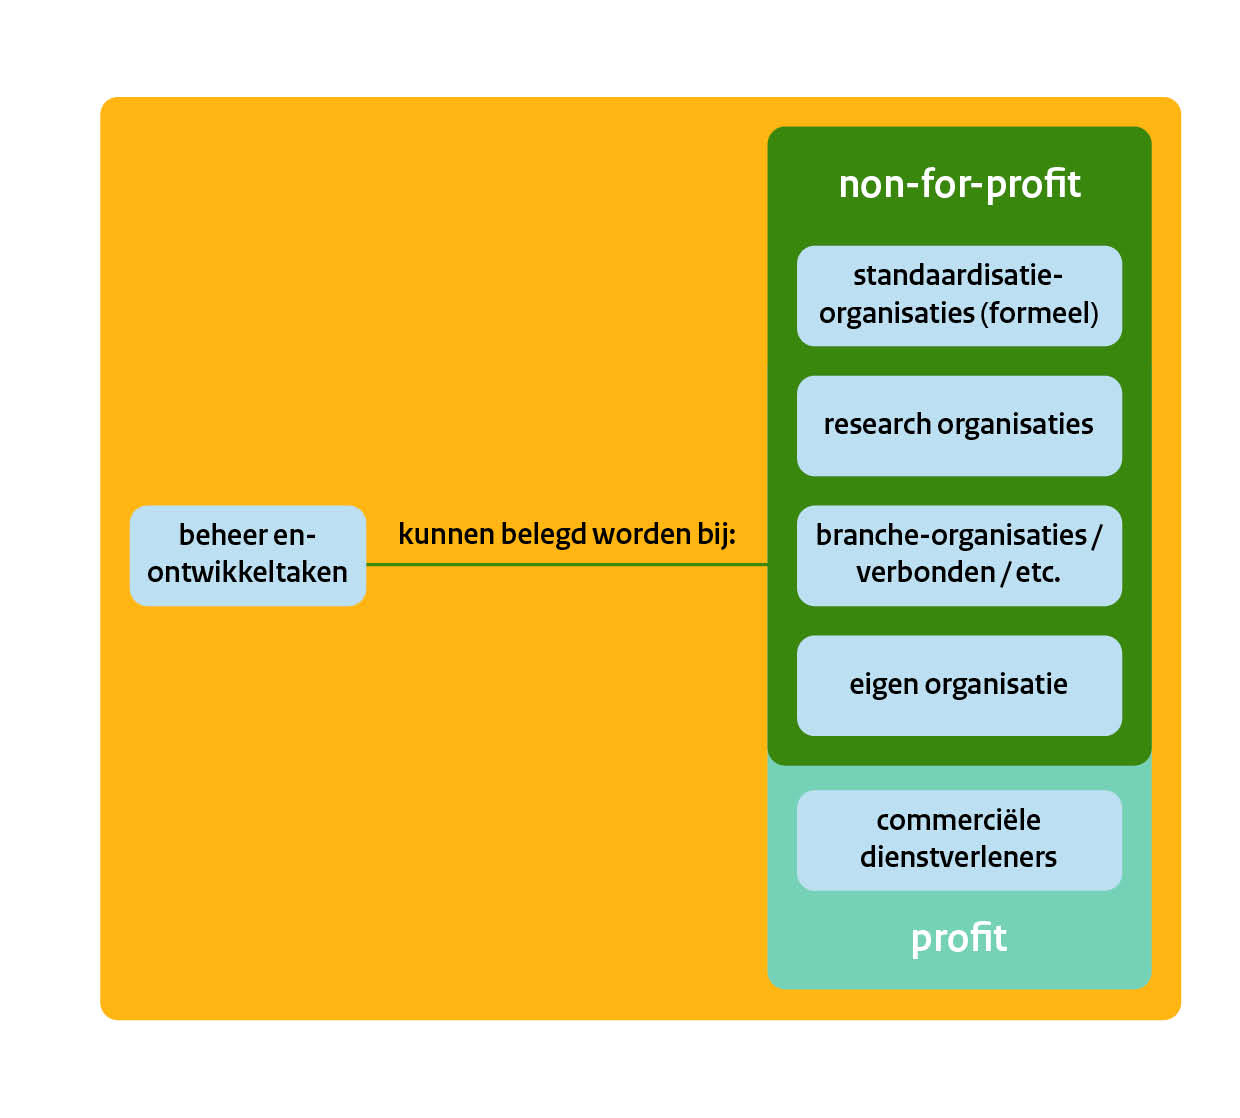 non-for-profit
standaardisatie-
organisaties (formeel)
research organisaties
beheer en-
ontwikkeltaken
kunnen belegd worden bij:
branche-organisaties /
verbonden / etc.
eigen organisatie
commerciële
dienstverleners
profit